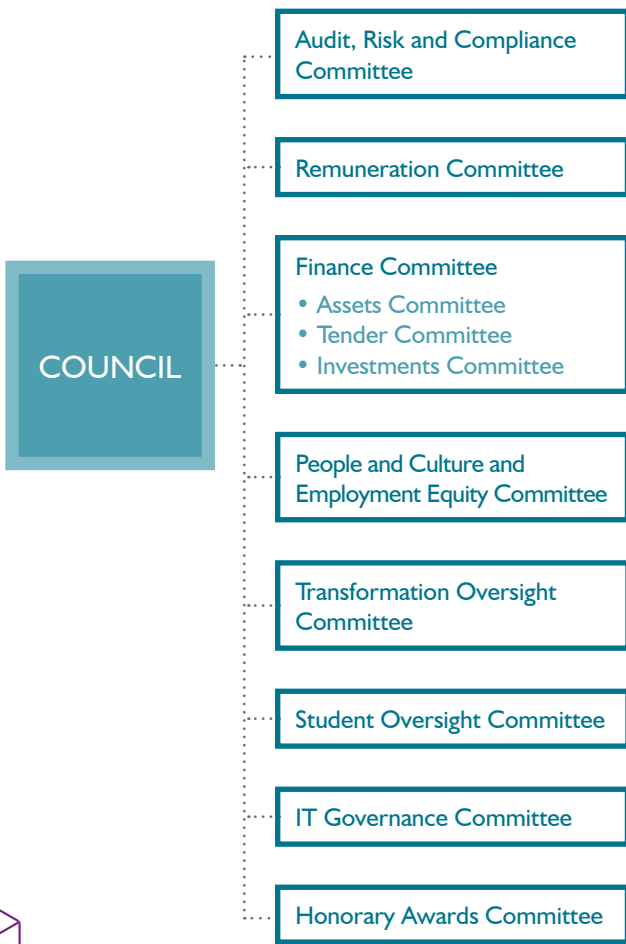 COUNCIL
Audit, Risk and Compliance
Committee
Remuneration Committee
Finance Committee
• Assets Committee
• Tender Committee
• Investments Committee
People and Culture and
Employment Equity Committee
Transformation Oversight
Committee
Student Oversight Committee
IT Governance Committee
Honorary Awards Committee